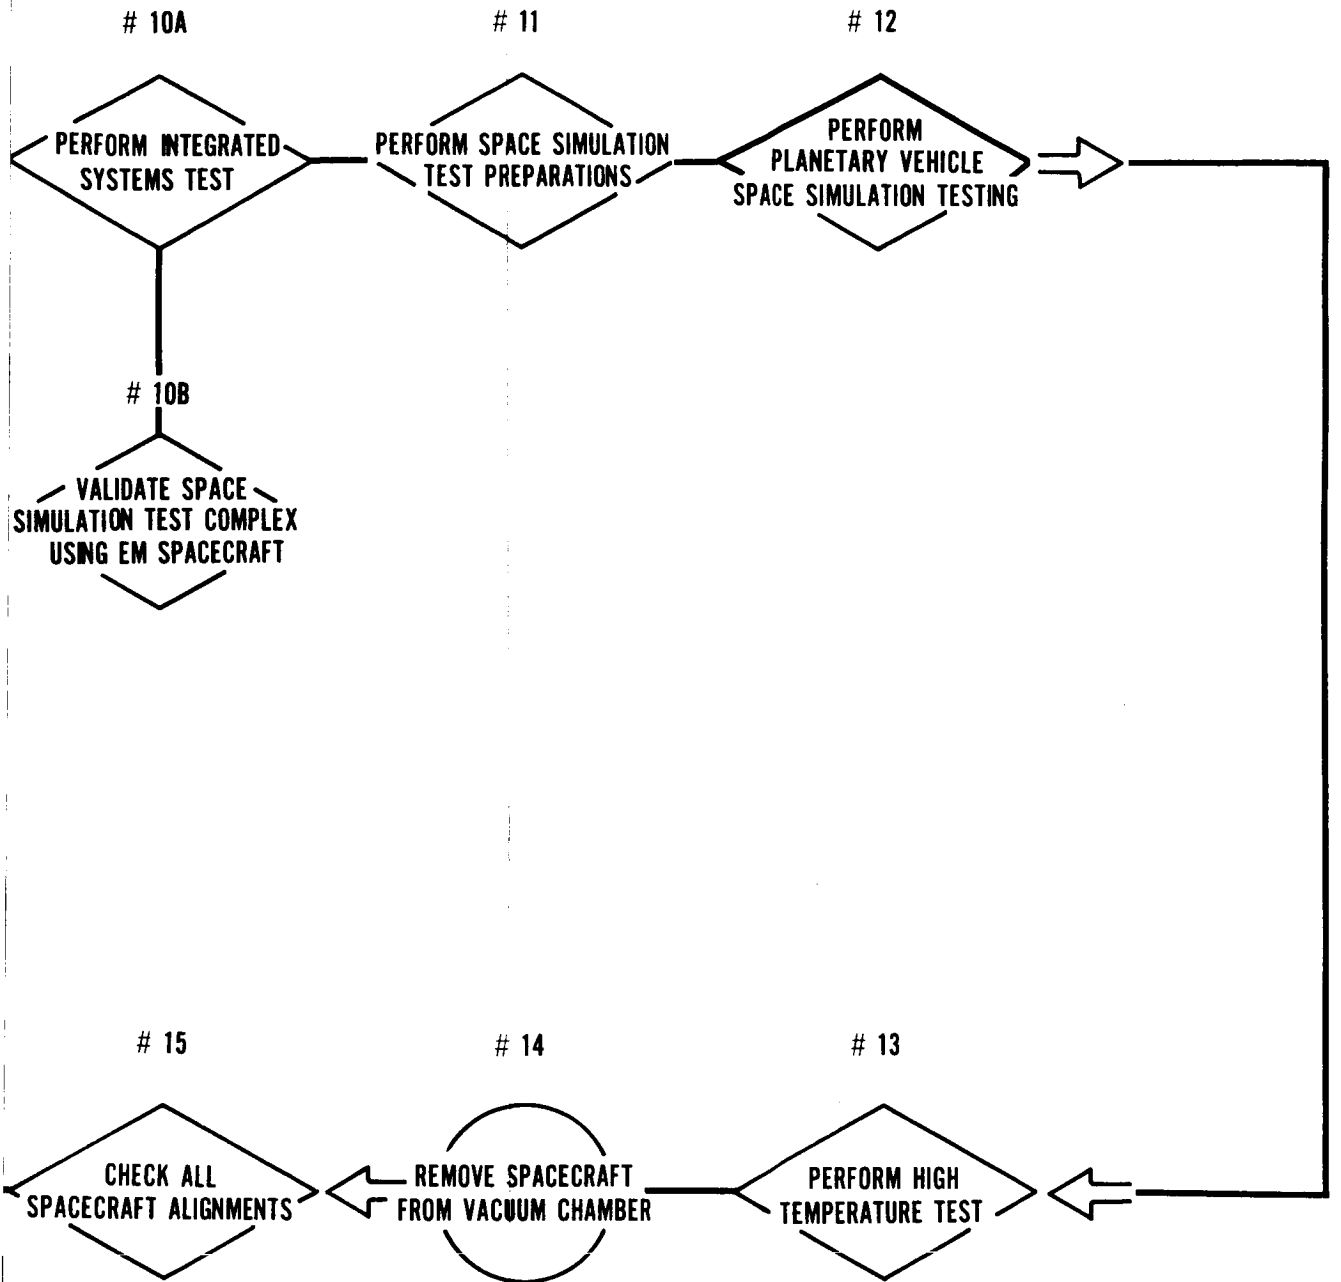 # 10A
# 11
# 12
PERFORM INTEGRATED
SYSTEMS TEST
PERFORM SPACE SIMULATION
TEST PREPARATIONS
PERFORM
PLANETARY VEHICLE
SPACE SIMULATION TESTING
# 10B
VALIDATE SPACE
SIMULATION TEST COMPLEX
USING EM SPACECRAFT
# 15
# 14
# 13
CHECK ALL
SPACECRAFT ALIGNMENTS
REMOVE SPACECRAFT
FROM VACUUM CHAMBER
PERFORM HIGH
TEMPERATURE TEST